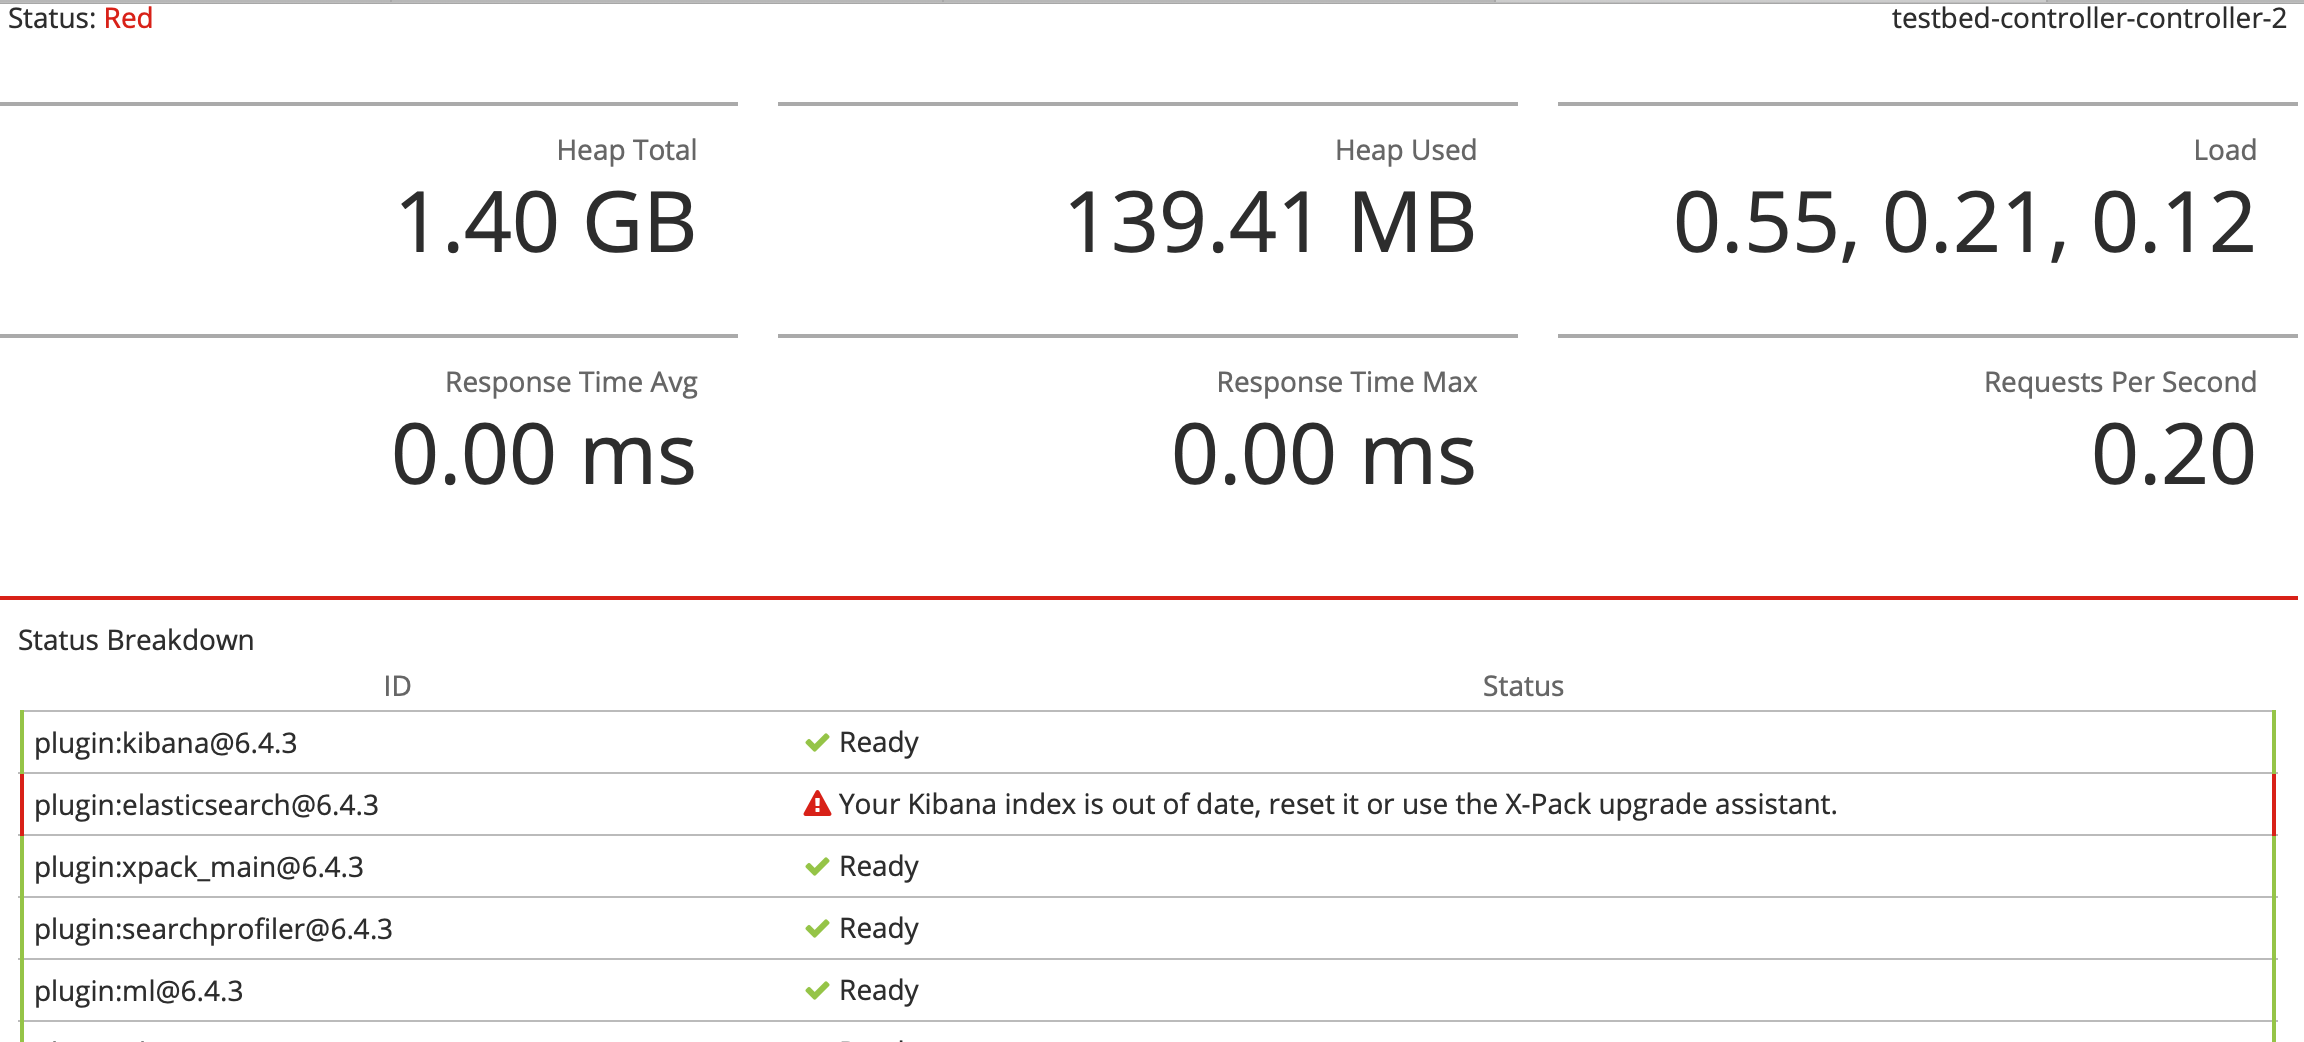 Status: Red
testbed-controller-controller-2
Heap Total
1.40 GB
Heap Used
139.41 MB
Load
0.55, 0.21, 0.12
Response Time Avg
0.00 ms
Response Time Max
0.00 ms
Requests Per Second
0.20
Status Breakdown
ID Status
plugin:kibana@6.4.3 Ready
plugin:elasticsearch@6.4.3 Your Kibana index is out of date, reset it or use the X-Pack upgrade assistant.
plugin:xpack_main@6.4.3 Ready
plugin:searchprofiler@6.4.3 Ready
plugin:ml@6.4.3 Ready